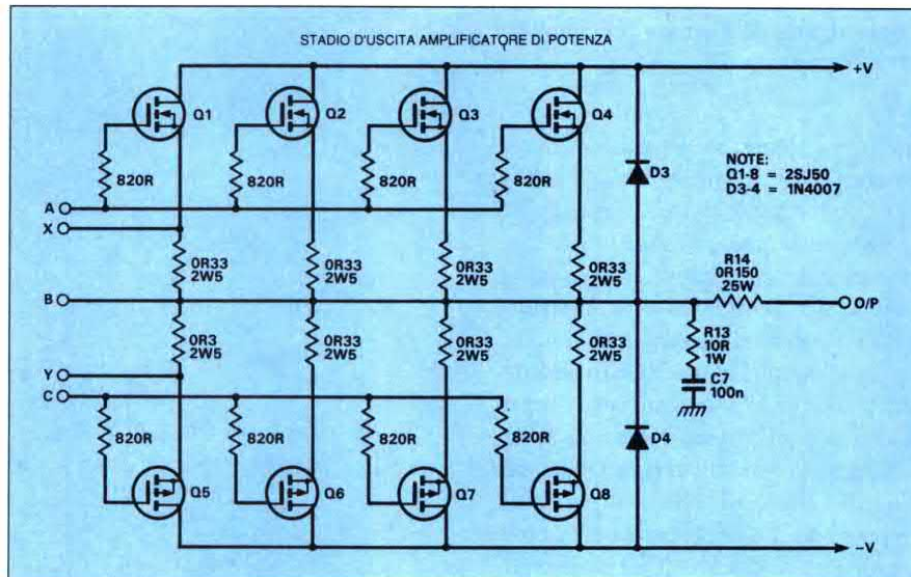 STADIO D'USCITA AMPLIFICATORE DI POTENZA
+V
Q1
Q2
Q3
Q4
820R
820R
820R
820R
D3
NOTE:
Q1-8 = 2SJ50
D3-4 = 1N4007
A
X
0R33
2W5
0R33
2W5
0R33
2W5
0R33
2W5
R14
0R150
25W
B
O/P
0R3
2W5
0R33
2W5
0R33
2W5
0R33
2W5
R13
10R
1W
Y
C
C7
100n
820R
820R
820R
820R
D4
Q5
Q6
Q7
Q8
–V